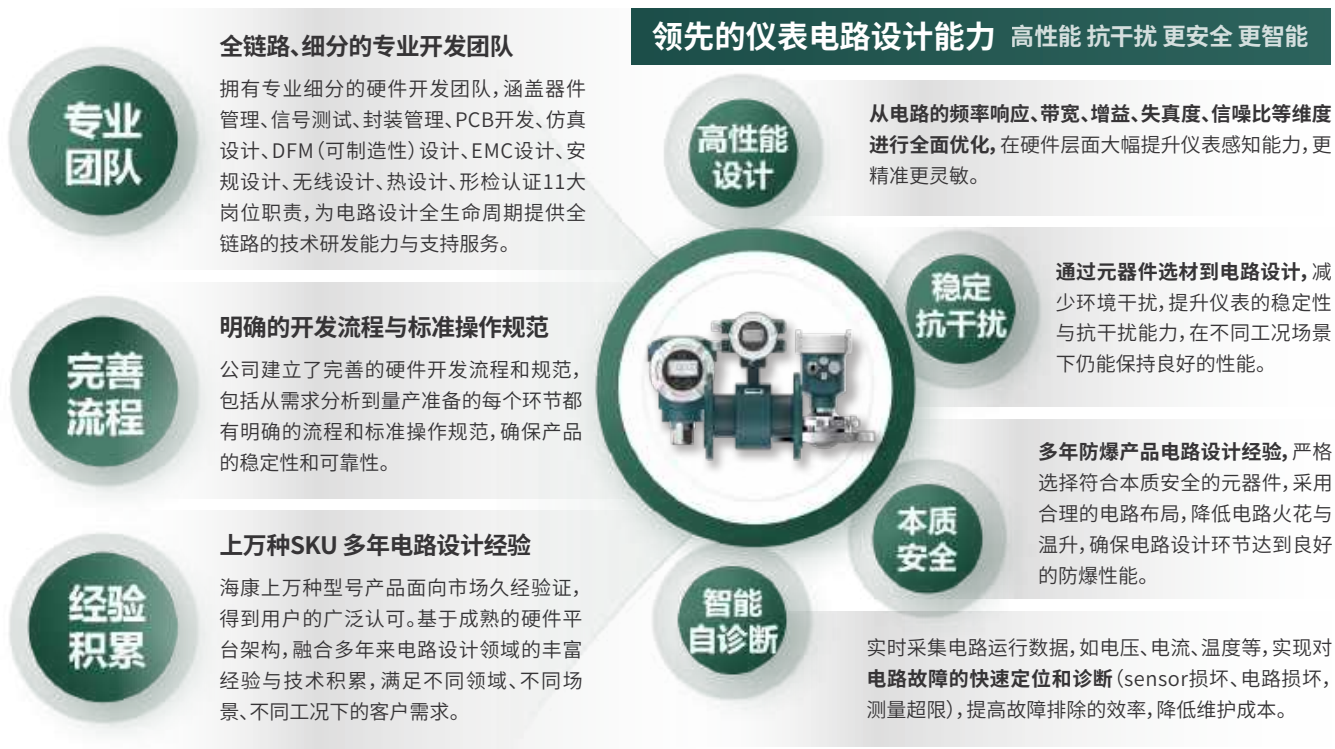 专业
团队
全链路、细分的专业开发团队
拥有专业细分的硬件开发团队,涵盖器件
管理、信号测试、封装管理、PCB开发、仿真
设计、DFM(可制造性)设计、EMC设计、安
规设计、无线设计、热设计、形检认证11大
岗位职责,为电路设计全生命周期提供全
链路的技术研发能力与支持服务。
完善
流程
明确的开发流程与标准操作规范
公司建立了完善的硬件开发流程和规范,
包括从需求分析到量产准备的每个环节都
有明确的流程和标准操作规范,确保产品
的稳定性和可靠性。
经验
积累
上万种SKU 多年电路设计经验
海康上万种型号产品面向市场久经验证,
得到用户的广泛认可。基于成熟的硬件平
台架构,融合多年来电路设计领域的丰富
经验与技术积累,满足不同领域、不同场
景、不同工况下的客户需求。
领先的仪表电路设计能力 高性能 抗干扰 更安全 更智能
高性能
设计
从电路的频率响应、带宽、增益、失真度、信噪比等维度
进行全面优化,在硬件层面大幅提升仪表感知能力,更
精准更灵敏。
稳定
抗干扰
通过元器件选材到电路设计,减
少环境干扰,提升仪表的稳定性
与抗干扰能力,在不同工况场景
下仍能保持良好的性能。
本质
安全
多年防爆产品电路设计经验,严格
选择符合本质安全的元器件,采用
合理的电路布局,降低电路火花与
温升,确保电路设计环节达到良好
的防爆性能。
智能
自诊断
实时采集电路运行数据,如电压、电流、温度等,实现对
电路故障的快速定位和诊断(sensor损坏、电路损坏,
测量超限),提高故障排除的效率,降低维护成本。